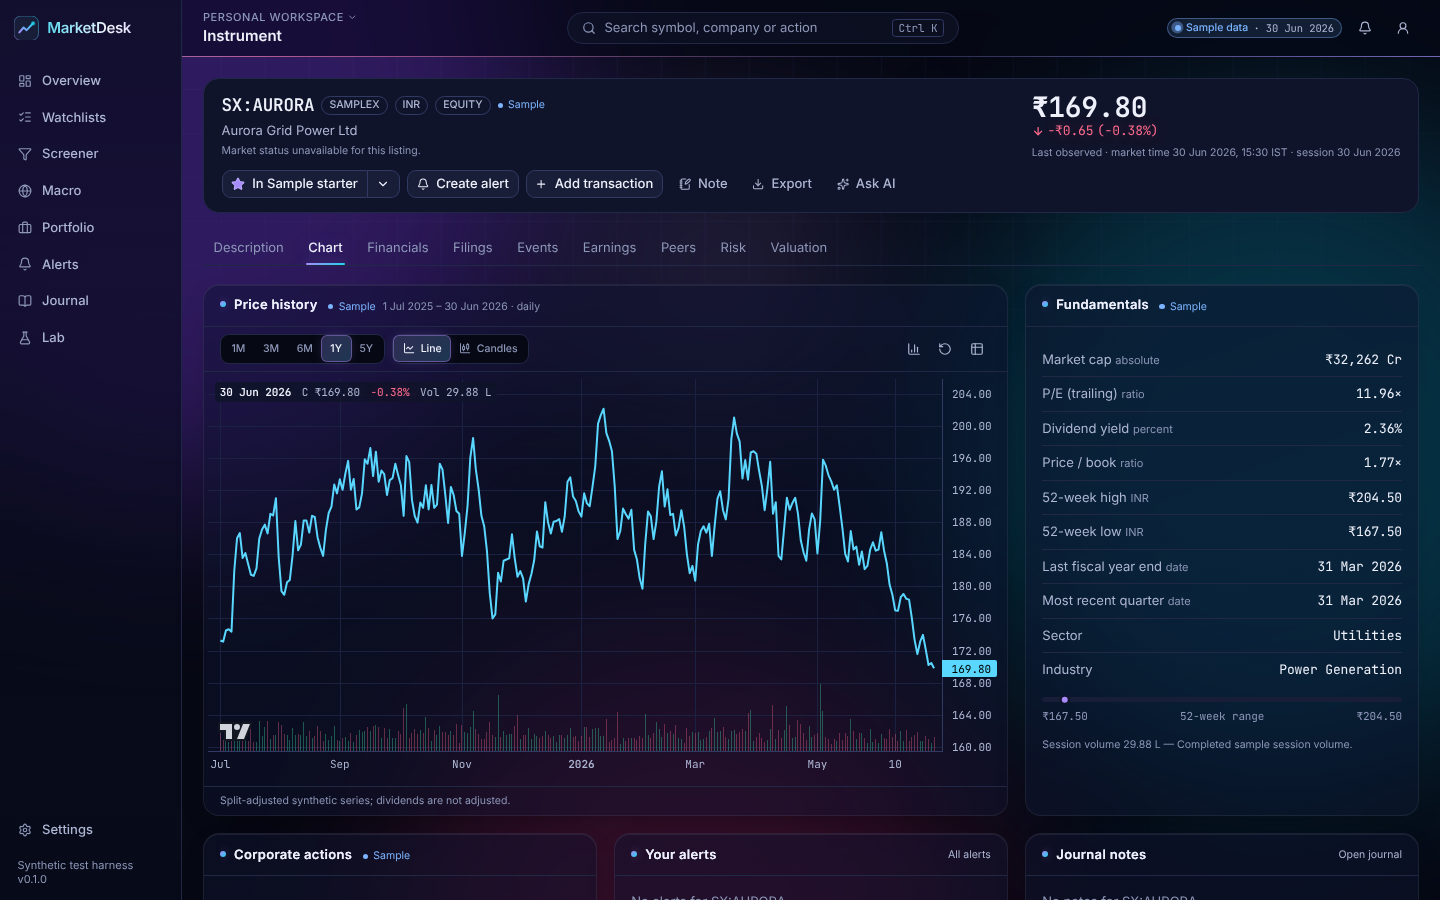 MarketDesk
Overview
Watchlists
Screener
Macro
Portfolio
Alerts
Journal
Lab
Settings
Synthetic test harness
v0.1.0
PERSONAL WORKSPACE
Instrument
Search symbol, company or action
Ctrl K
Sample data · 30 Jun 2026
SX:AURORA SAMPLEX INR EQUITY Sample
Aurora Grid Power Ltd
Market status unavailable for this listing.
₹169.80
↓ -₹0.65 (-0.38%)
Last observed · market time 30 Jun 2026, 15:30 IST · session 30 Jun 2026
In Sample starter
Create alert
+ Add transaction
Note
Export
Ask AI
Description Chart Financials Filings Events Earnings Peers Risk Valuation
Price history Sample 1 Jul 2025 – 30 Jun 2026 · daily
1M 3M 6M 1Y 5Y Line Candles
30 Jun 2026 C ₹169.80 -0.38% Vol 29.88 L
204.00
200.00
196.00
192.00
188.00
184.00
180.00
176.00
172.00
169.80
168.00
164.00
160.00
Jul Sep Nov 2026 Mar May 10
Split-adjusted synthetic series; dividends are not adjusted.
Fundamentals Sample
Market cap absolute ₹32,262 Cr
P/E (trailing) ratio 11.96×
Dividend yield percent 2.36%
Price / book ratio 1.77×
52-week high INR ₹204.50
52-week low INR ₹167.50
Last fiscal year end date 31 Mar 2026
Most recent quarter date 31 Mar 2026
Sector Utilities
Industry Power Generation
₹167.50 52-week range ₹204.50
Session volume 29.88 L — Completed sample session volume.
Corporate actions Sample
Your alerts All alerts
No alerts for SX:AURORA
Journal notes Open journal
No notes for SX:AURORA